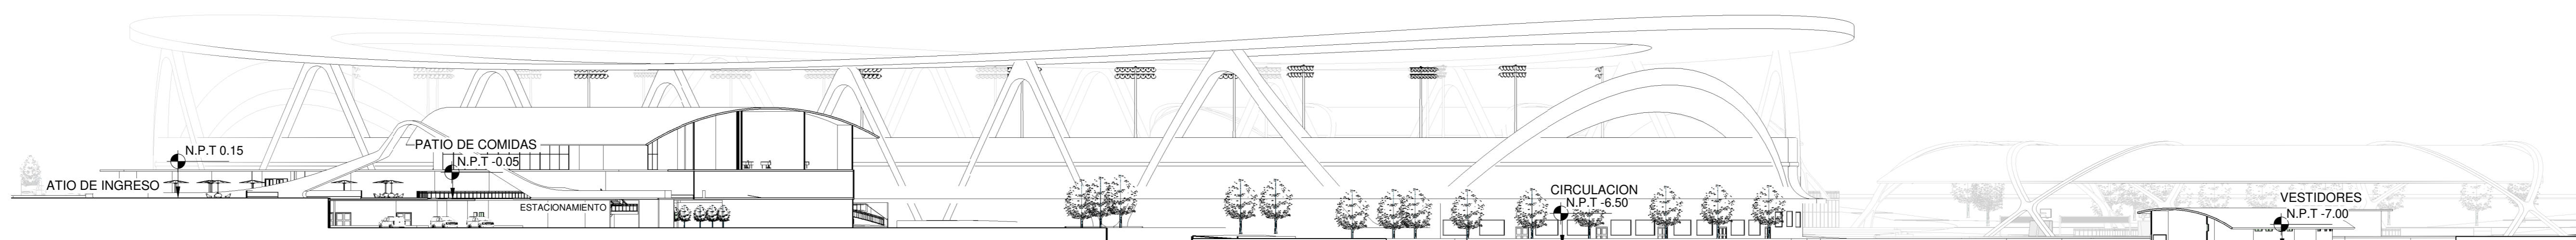 N.P.T 0.15
ATIO DE INGRESO
PATIO DE COMIDAS
N.P.T -0.05
ESTACIONAMIENTO
CIRCULACION
N.P.T -6.50
VESTIDORES
N.P.T -7.00